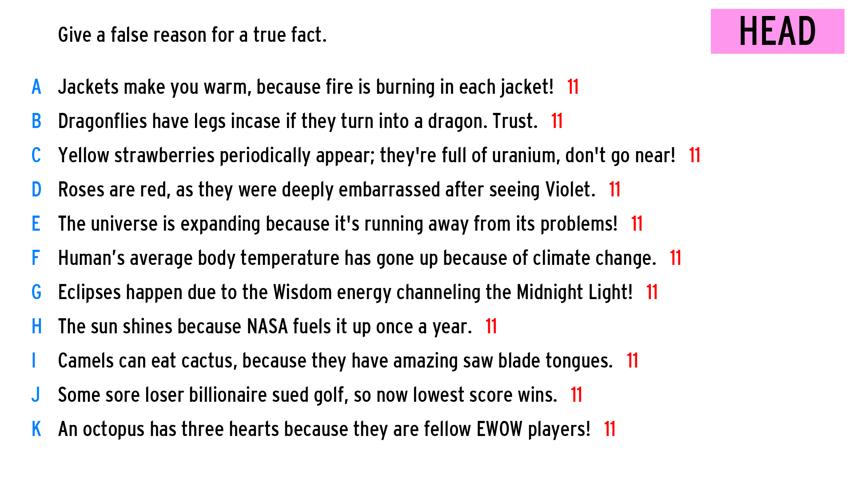 Give a false reason for a true fact.
HEAD
A Jackets make you warm, because fire is burning in each jacket! 11
B Dragonflies have legs incase if they turn into a dragon. Trust. 11
C Yellow strawberries periodically appear; they're full of uranium, don't go near! 11
D Roses are red, as they were deeply embarrassed after seeing Violet. 11
E The universe is expanding because it's running away from its problems! 11
F Human’s average body temperature has gone up because of climate change. 11
G Eclipses happen due to the Wisdom energy channeling the Midnight Light! 11
H The sun shines because NASA fuels it up once a year. 11
I Camels can eat cactus, because they have amazing saw blade tongues. 11
J Some sore loser billionaire sued golf, so now lowest score wins. 11
K An octopus has three hearts because they are fellow EWOW players! 11